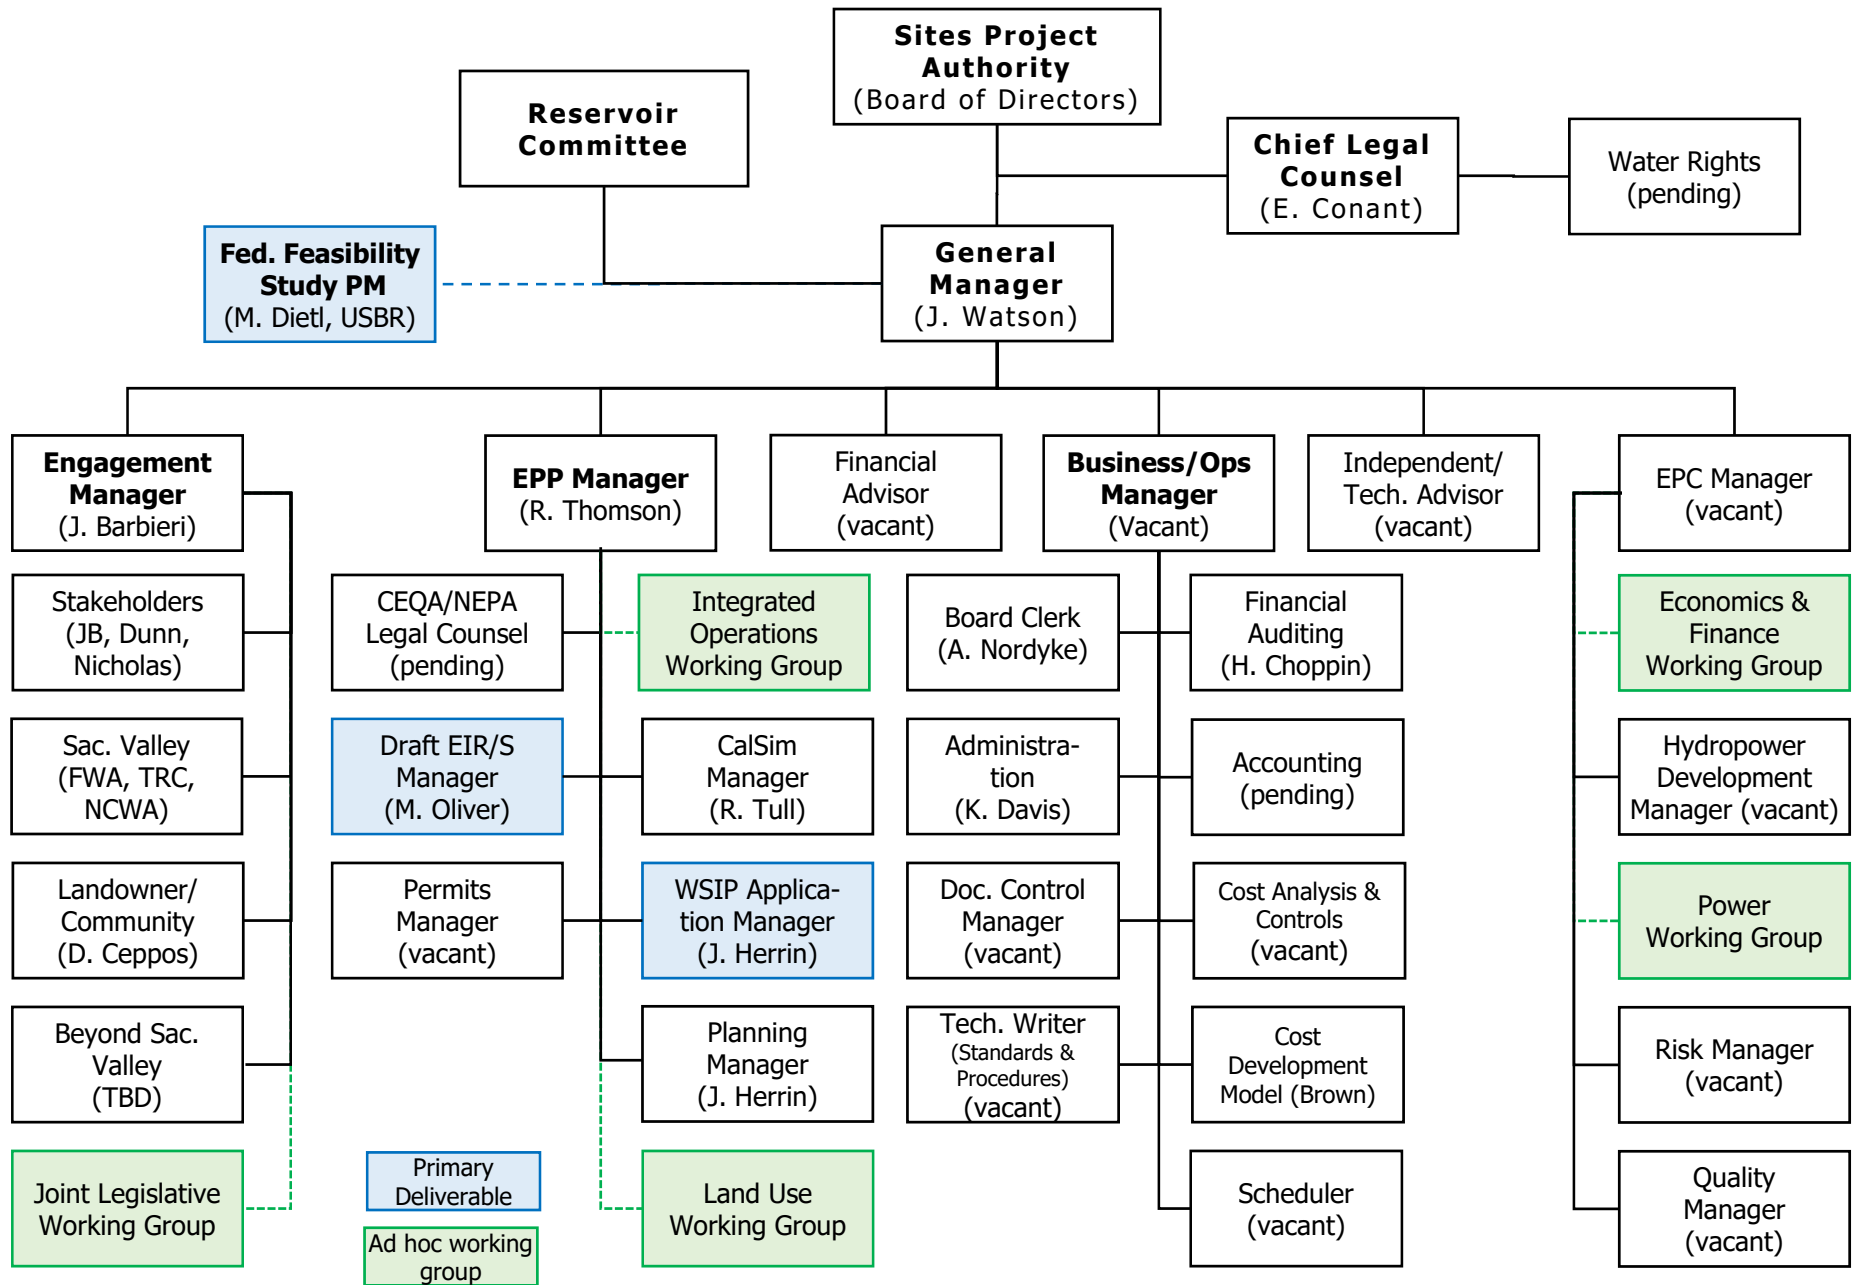 Sites Project
Authority
(Board of Directors)
Reservoir
Committee
Chief Legal
Counsel
(E. Conant)
Water Rights
(pending)
Fed. Feasibility
Study PM
(M. Dietl, USBR)
General
Manager
(J. Watson)
Engagement
Manager
(J. Barbieri)
EPP Manager
(R. Thomson)
Financial
Advisor
(vacant)
Business/Ops
Manager
(Vacant)
Independent/
Tech. Advisor
(vacant)
EPC Manager
(vacant)
Stakeholders
(JB, Dunn,
Nicholas)
CEQA/NEPA
Legal Counsel
(pending)
Integrated
Operations
Working Group
Board Clerk
(A. Nordyke)
Financial
Auditing
(H. Choppin)
Economics &
Finance
Working Group
Sac. Valley
(FWA, TRC,
NCWA)
Draft EIR/S
Manager
(M. Oliver)
CalSim
Manager
(R. Tull)
Administra-
tion
(K. Davis)
Accounting
(pending)
Hydropower
Development
Manager (vacant)
Landowner/
Community
(D. Ceppos)
Permits
Manager
(vacant)
WSIP Applica-
tion Manager
(J. Herrin)
Doc. Control
Manager
(vacant)
Cost Analysis &
Controls
(vacant)
Power
Working Group
Beyond Sac.
Valley
(TBD)
Planning
Manager
(J. Herrin)
Tech. Writer
(Standards &
Procedures)
(vacant)
Cost
Development
Model (Brown)
Risk Manager
(vacant)
Joint Legislative
Working Group
Primary
Deliverable
Ad hoc working
group
Land Use
Working Group
Scheduler
(vacant)
Quality
Manager
(vacant)